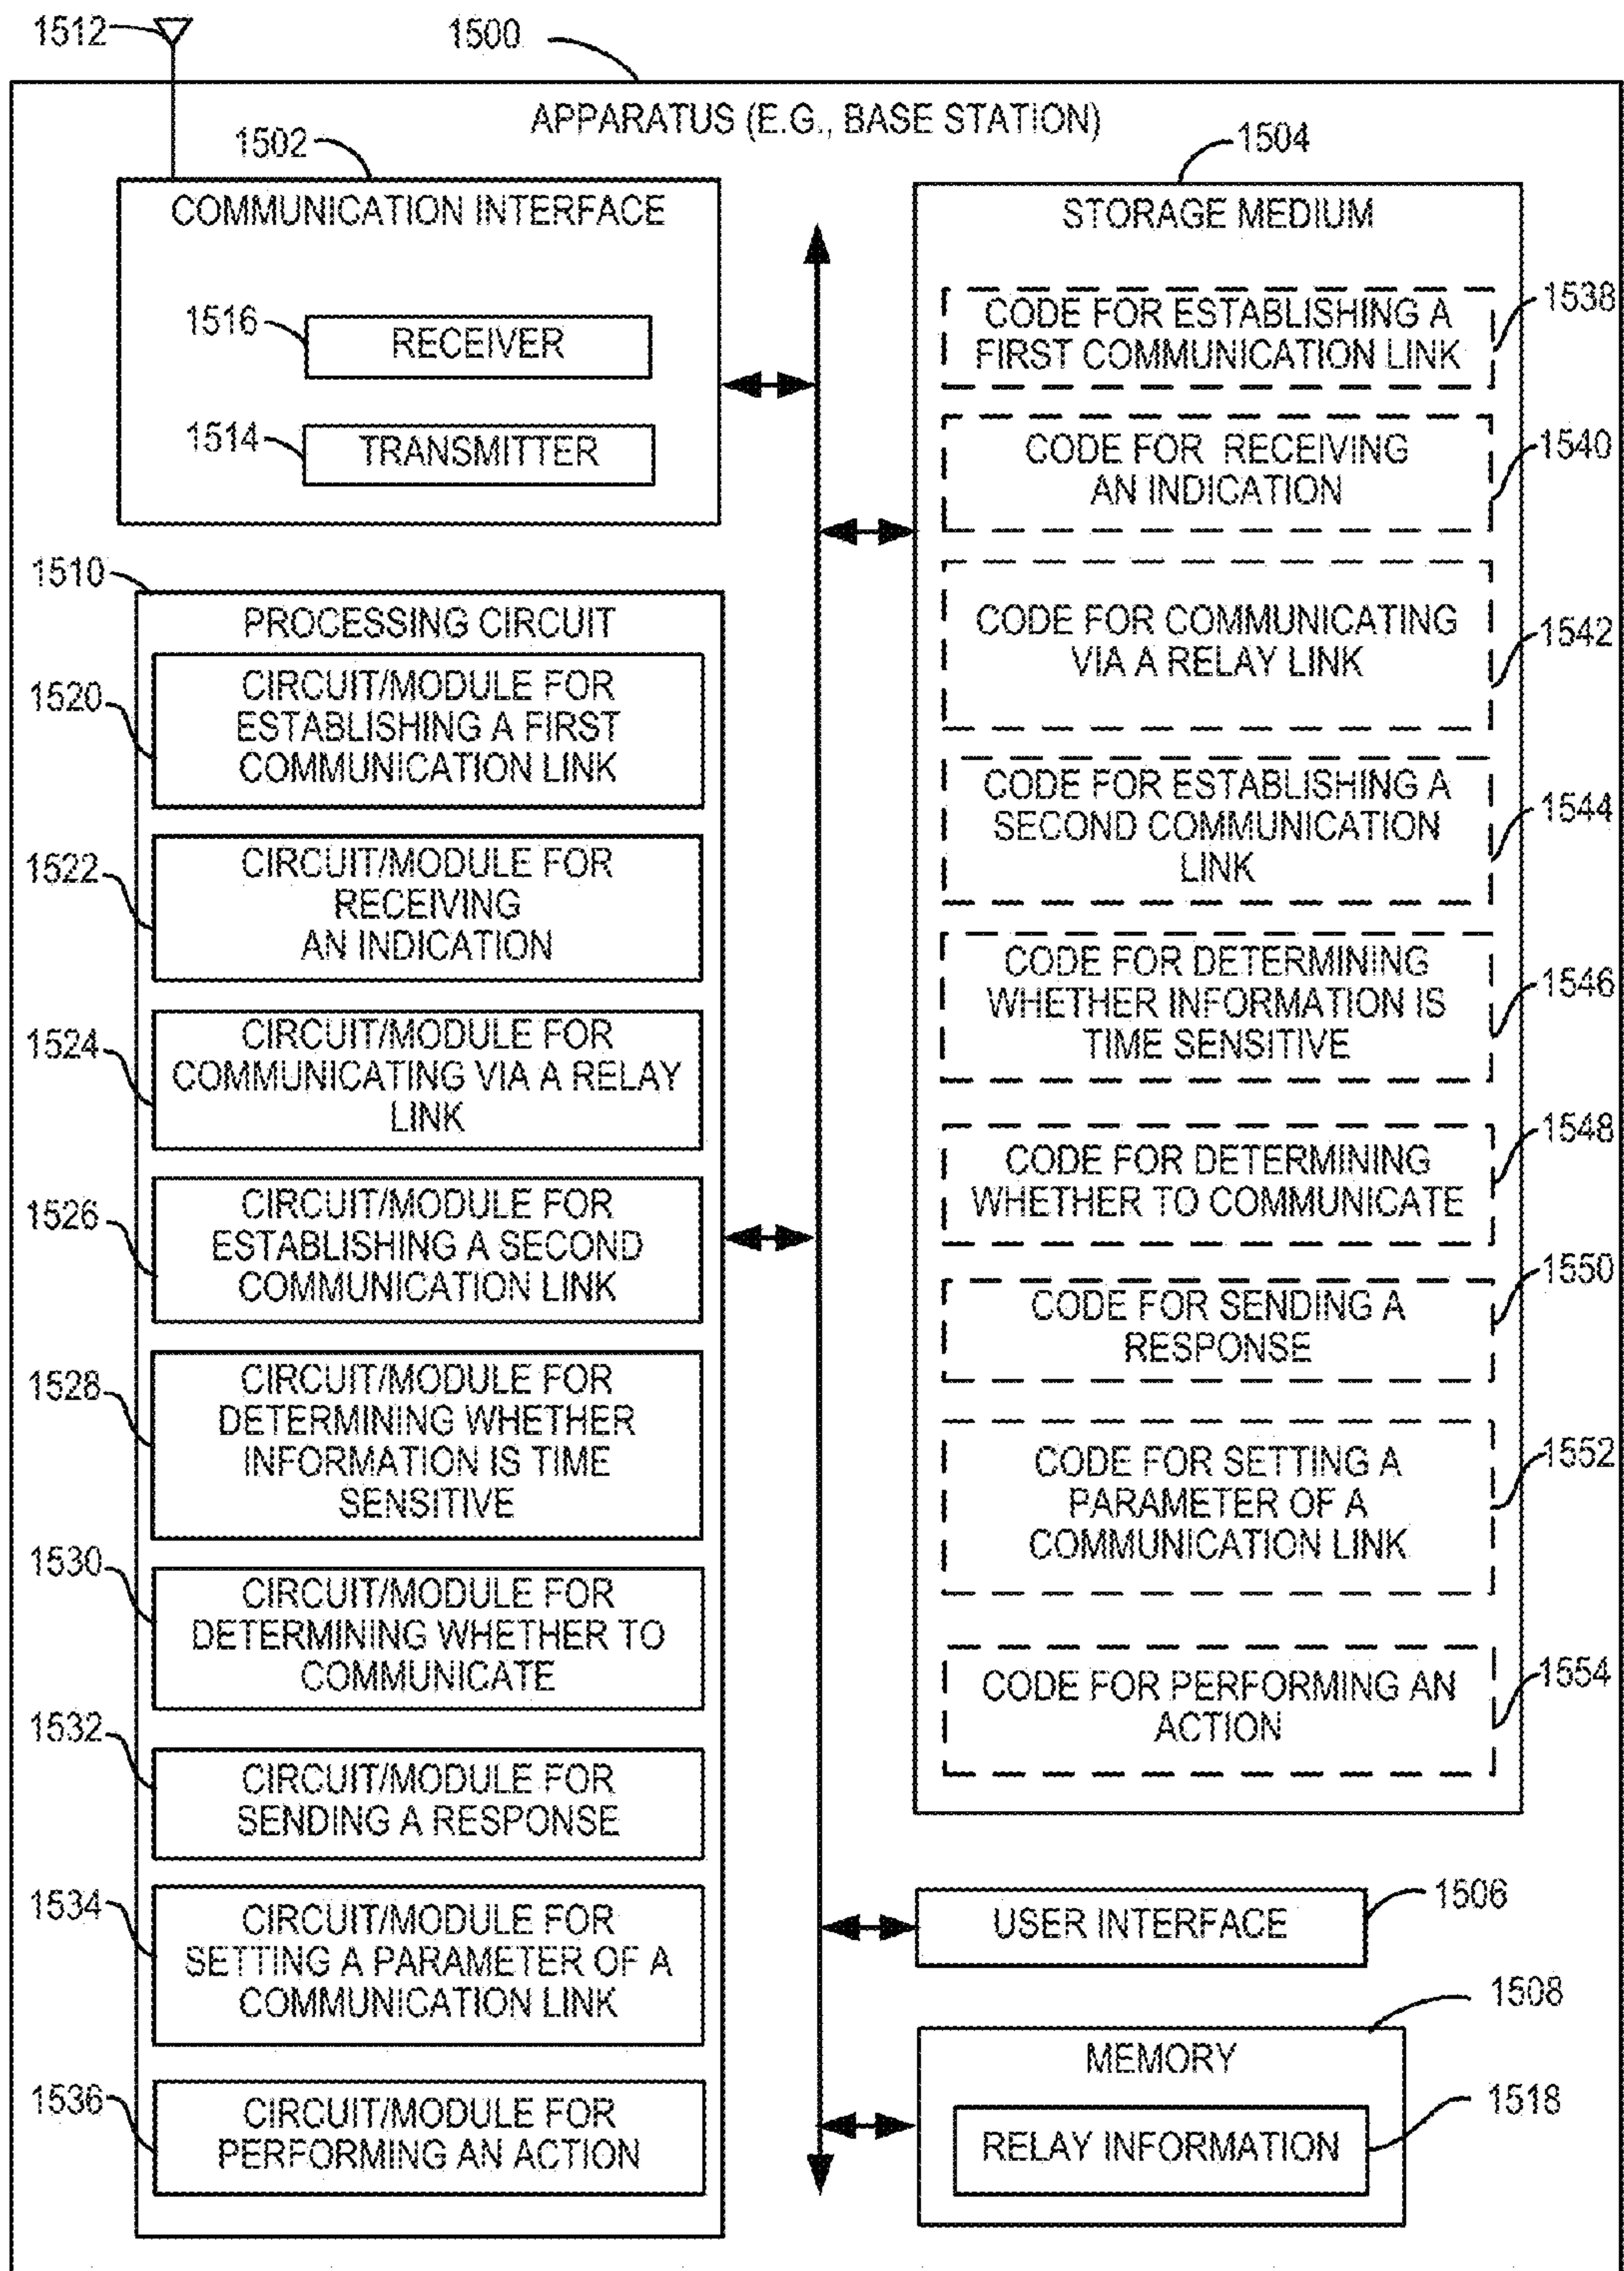 1512
1500
APPARATUS (E.G., BASE STATION)
1502
COMMUNICATION INTERFACE
1516
RECEIVER
1514
TRANSMITTER
1510
PROCESSING CIRCUIT
1520
CIRCUIT/MODULE FOR
ESTABLISHING A FIRST
COMMUNICATION LINK
1522
CIRCUIT/MODULE FOR
RECEIVING
AN INDICATION
1524
CIRCUIT/MODULE FOR
COMMUNICATING VIA A RELAY
LINK
1526
CIRCUIT/MODULE FOR
ESTABLISHING A SECOND
COMMUNICATION LINK
1528
CIRCUIT/MODULE FOR
DETERMINING WHETHER
INFORMATION IS TIME
SENSITIVE
1530
CIRCUIT/MODULE FOR
DETERMINING WHETHER TO
COMMUNICATE
1532
CIRCUIT/MODULE FOR
SENDING A RESPONSE
1534
CIRCUIT/MODULE FOR
SETTING A PARAMETER OF A
COMMUNICATION LINK
1536
CIRCUIT/MODULE FOR
PERFORMING AN ACTION
1504
STORAGE MEDIUM
CODE FOR ESTABLISHING A
FIRST COMMUNICATION LINK
1538
CODE FOR RECEIVING
AN INDICATION
1540
CODE FOR COMMUNICATING
VIA A RELAY LINK
1542
CODE FOR ESTABLISHING A
SECOND COMMUNICATION
LINK
1544
CODE FOR DETERMINING
WHETHER INFORMATION IS
TIME SENSITIVE
1546
CODE FOR DETERMINING
WHETHER TO COMMUNICATE
1548
CODE FOR SENDING A
RESPONSE
1550
CODE FOR SETTING A
PARAMETER OF A
COMMUNICATION LINK
1552
CODE FOR PERFORMING AN
ACTION
1554
USER INTERFACE
1506
1508
MEMORY
RELAY INFORMATION
1518